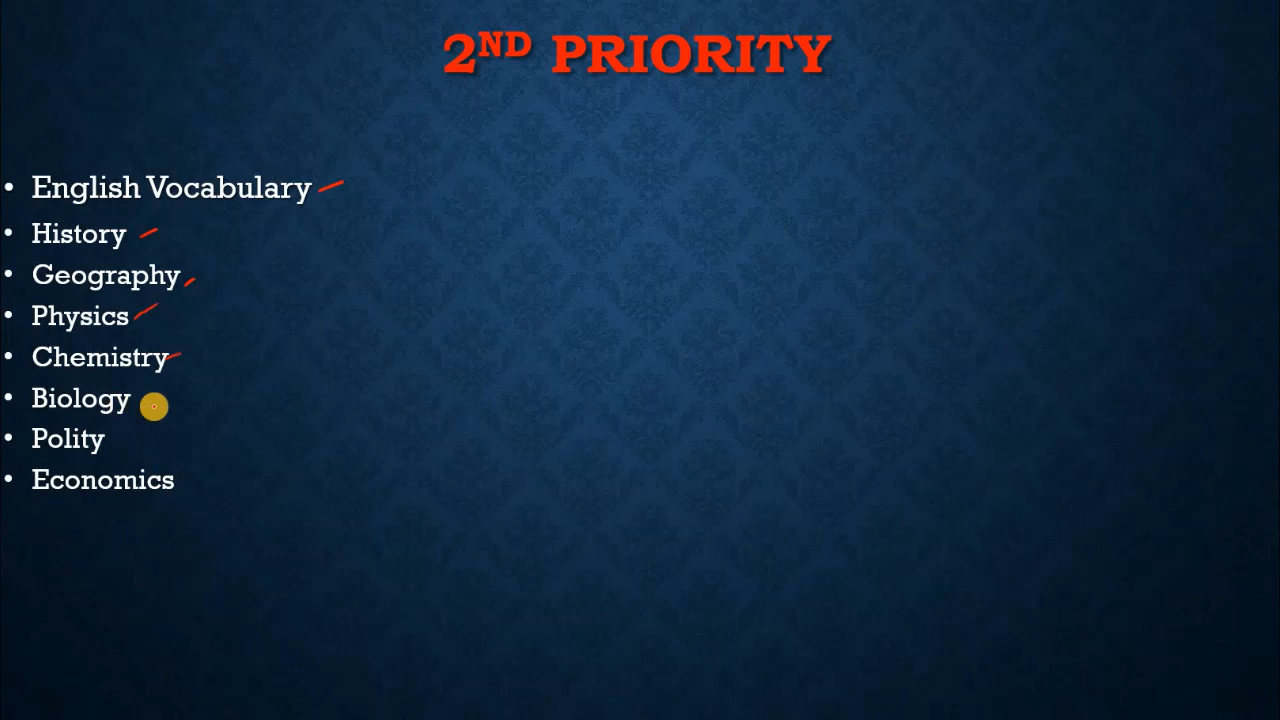 2ND PRIORITY
• English Vocabulary
• History
• Geography
• Physics
• Chemistry
• Biology
• Polity
• Economics